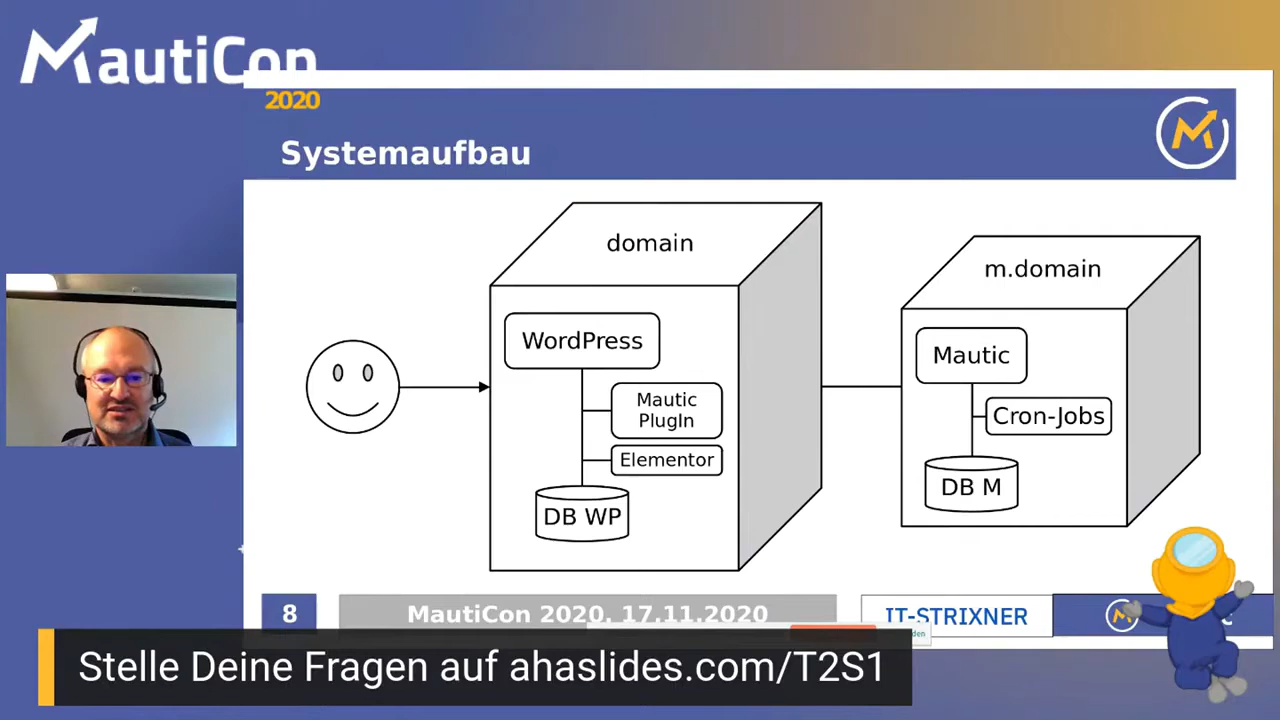 MautiCon
2020
Systemaufbau
domain
m.domain
WordPress
Mautic
PlugIn
Elementor
DB WP
Mautic
Cron-Jobs
DB M
8
MautiCon 2020, 17.11.2020
IT-STRIXNER
Stelle Deine Fragen auf ahaslides.com/T2S1